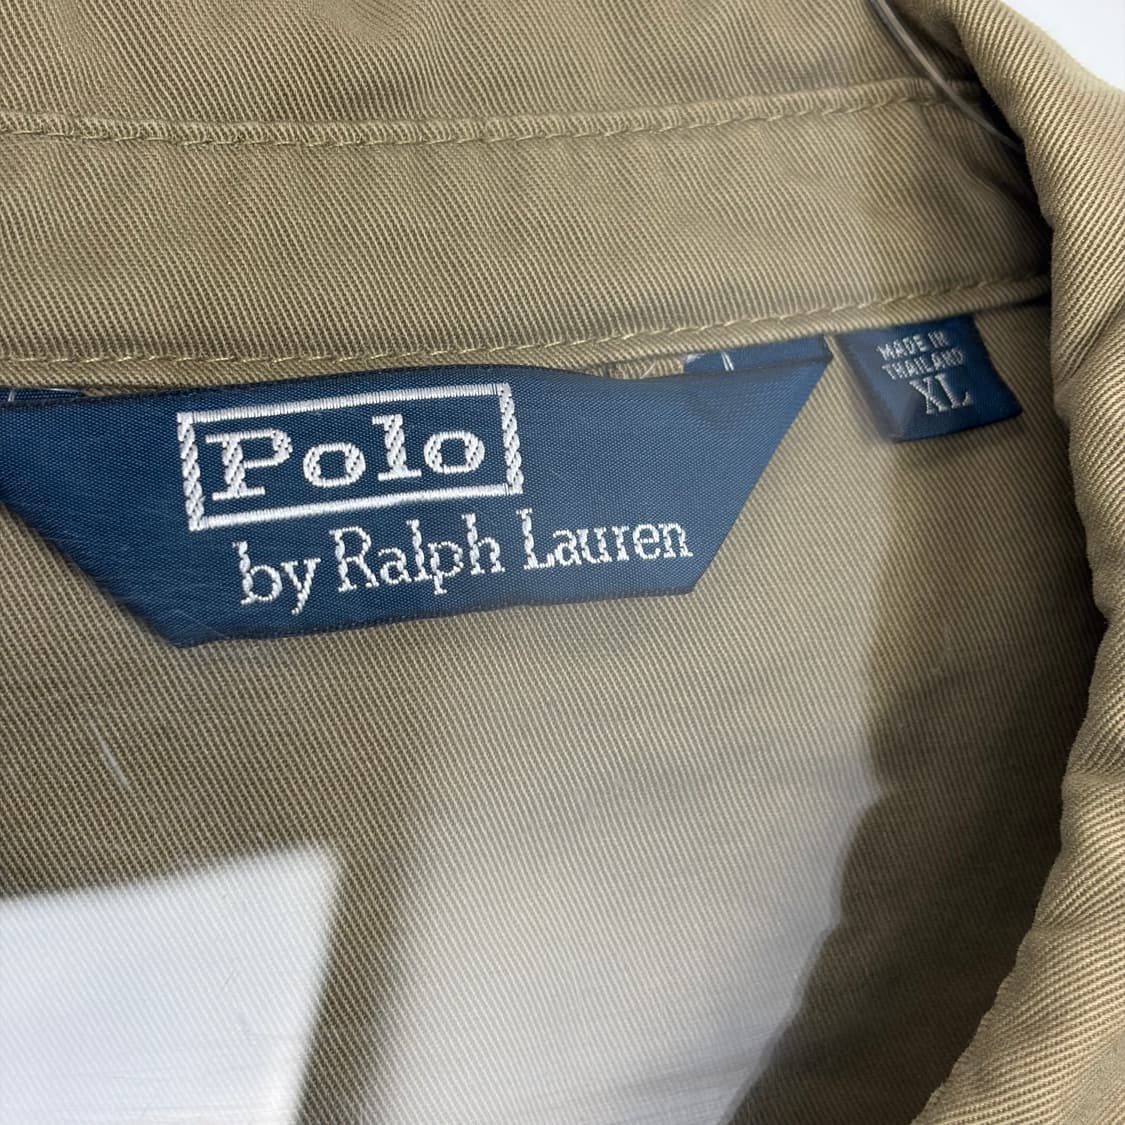 Polo
by Ralph Lauren
MADE IN
THAILAND
XL